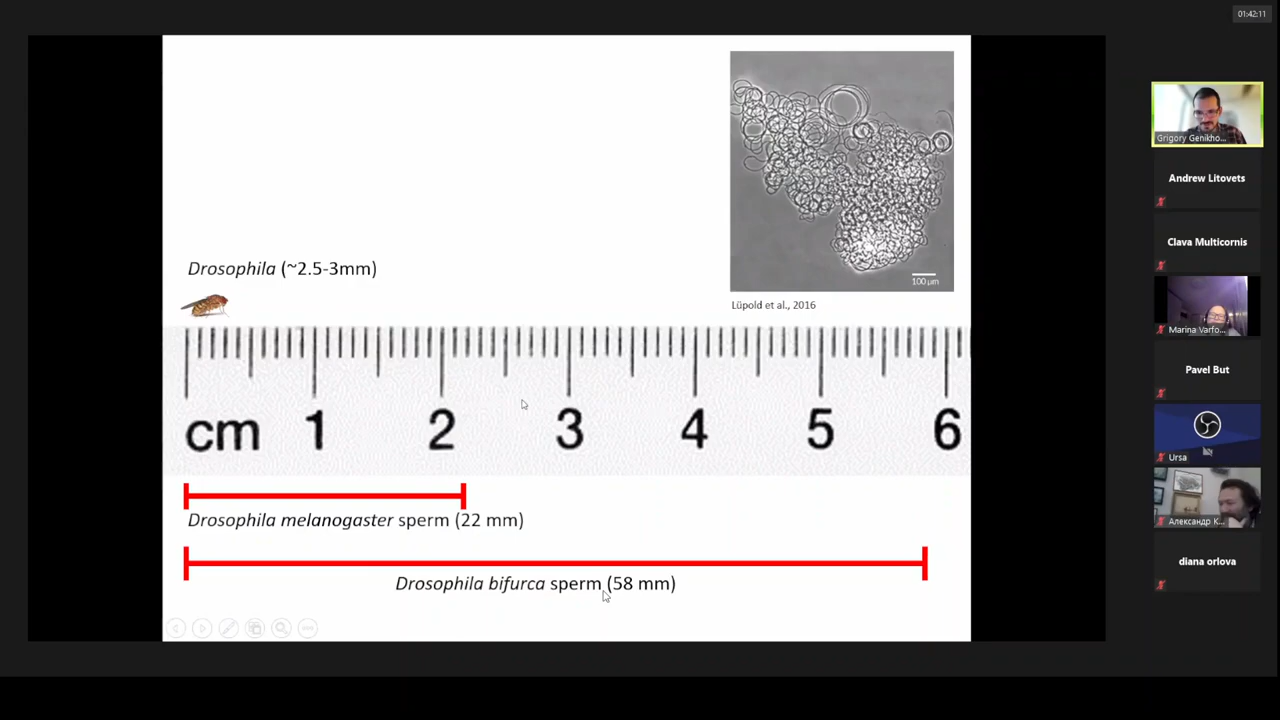 01:42:11
Drosophila (~2.5-3mm)
100 µm
Lüpold et al., 2016
cm 1 2 3 4 5 6
Drosophila melanogaster sperm (22 mm)
Drosophila bifurca sperm (58 mm)
Grigory Genikho...
Andrew Litovets
Clava Multicornis
Marina Varfo...
Pavel But
Ursa
Александр К...
diana orlova